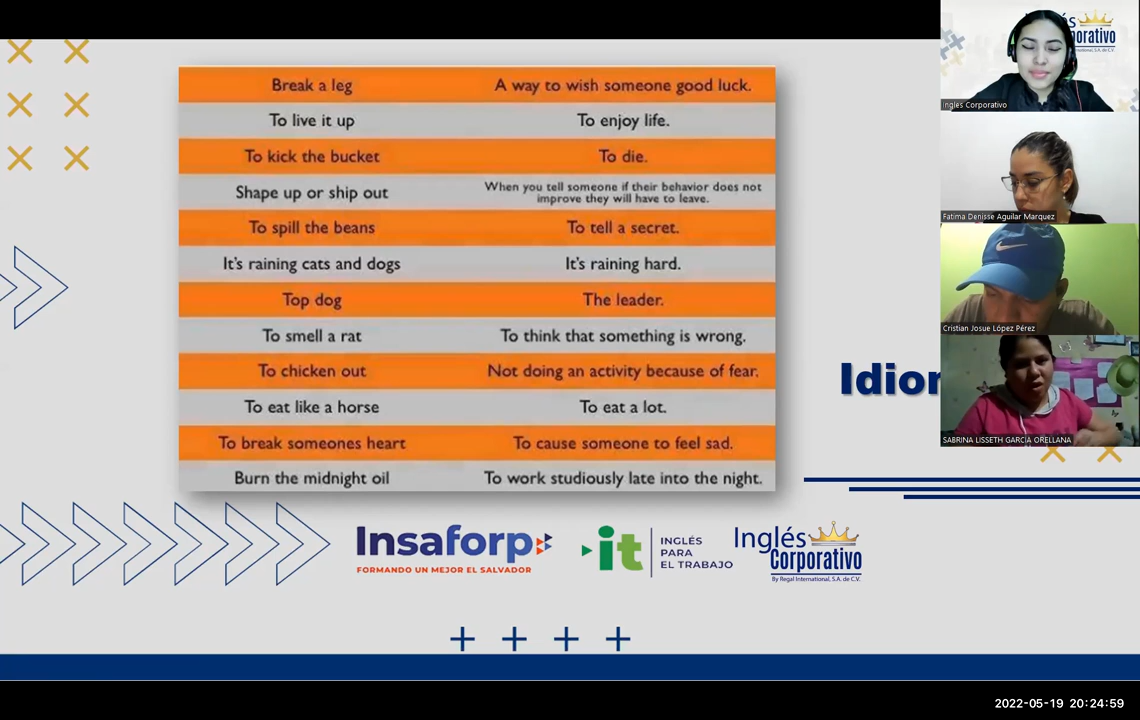 Break a leg A way to wish someone good luck.
To live it up To enjoy life.
To kick the bucket To die.
Shape up or ship out When you tell someone if their behavior does not
improve they will have to leave.
To spill the beans To tell a secret.
It's raining cats and dogs It's raining hard.
Top dog The leader.
To smell a rat To think that something is wrong.
To chicken out Not doing an activity because of fear.
To eat like a horse To eat a lot.
To break someones heart To cause someone to feel sad.
Burn the midnight oil To work studiously late into the night.
Insaforp
FORMANDO UN MEJOR EL SALVADOR
it
INGLÉS
PARA
EL TRABAJO
Inglés
Corporativo
By Regal International, S.A. de C.V.
Ingles Corporativo
Fatima Denisse Aguilar Marquez
Cristian Josue López Pérez
SABRINA LISSETH GARCIA ORELLANA
2022-05-19 20:24:59